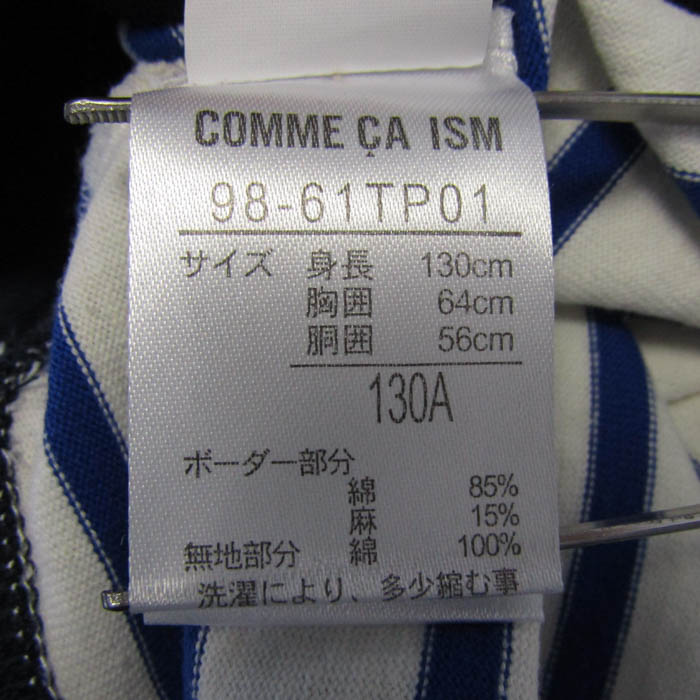 COMME ÇA ISM
98-61TP01
サイズ 身長 130cm
胸囲 64cm
胴囲 56cm
130A
ボーダー部分
綿 85%
麻 15%
無地部分 綿 100%
洗濯により、多少縮む事